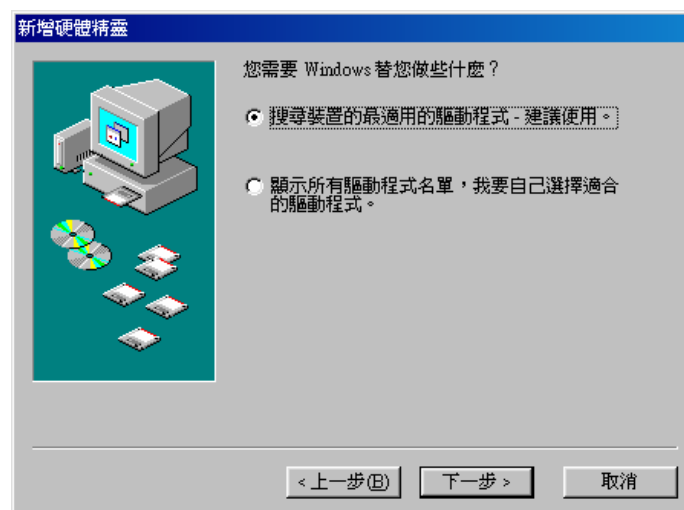 新增硬體精靈
您需要 Windows 替您做些什麼？
搜尋裝置的最適用的驅動程式 - 建議使用。
顯示所有驅動程式名單，我要自己選擇適合
的驅動程式。
< 上一步(B)
下一步 >
取消